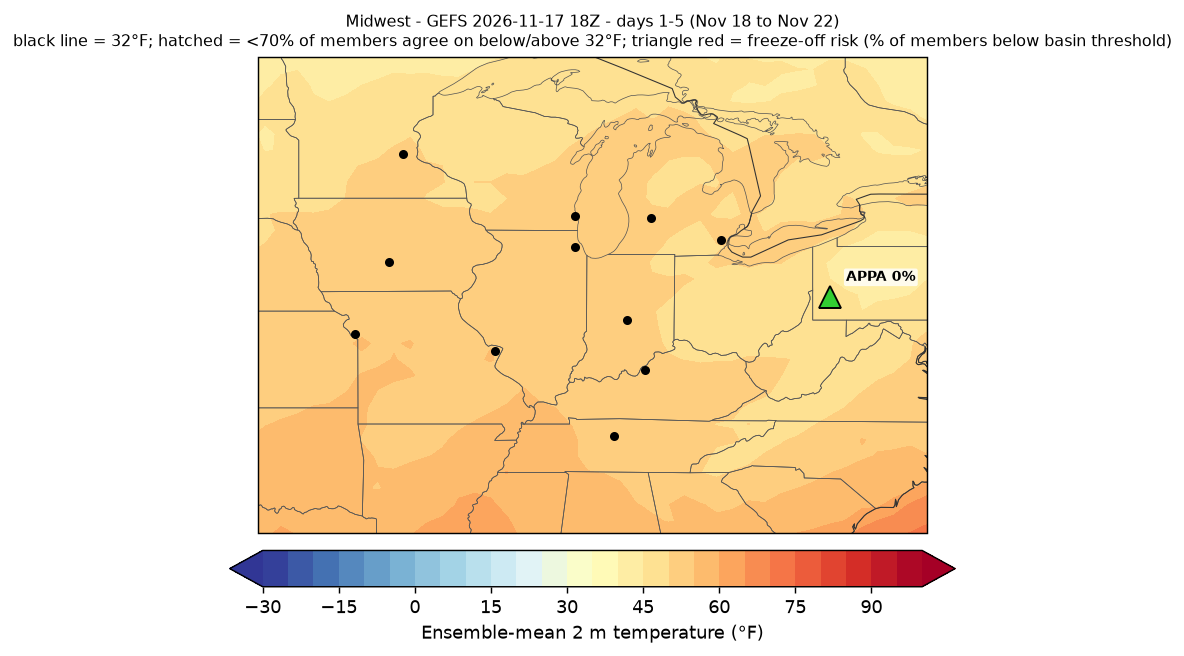 Midwest - GEFS 2026-11-17 18Z - days 1-5 (Nov 18 to Nov 22)
black line = 32°F; hatched = <70% of members agree on below/above 32°F; triangle red = freeze-off risk (% of members below basin threshold)
APPA 0%
−30 −15 0 15 30 45 60 75 90
Ensemble-mean 2 m temperature (°F)